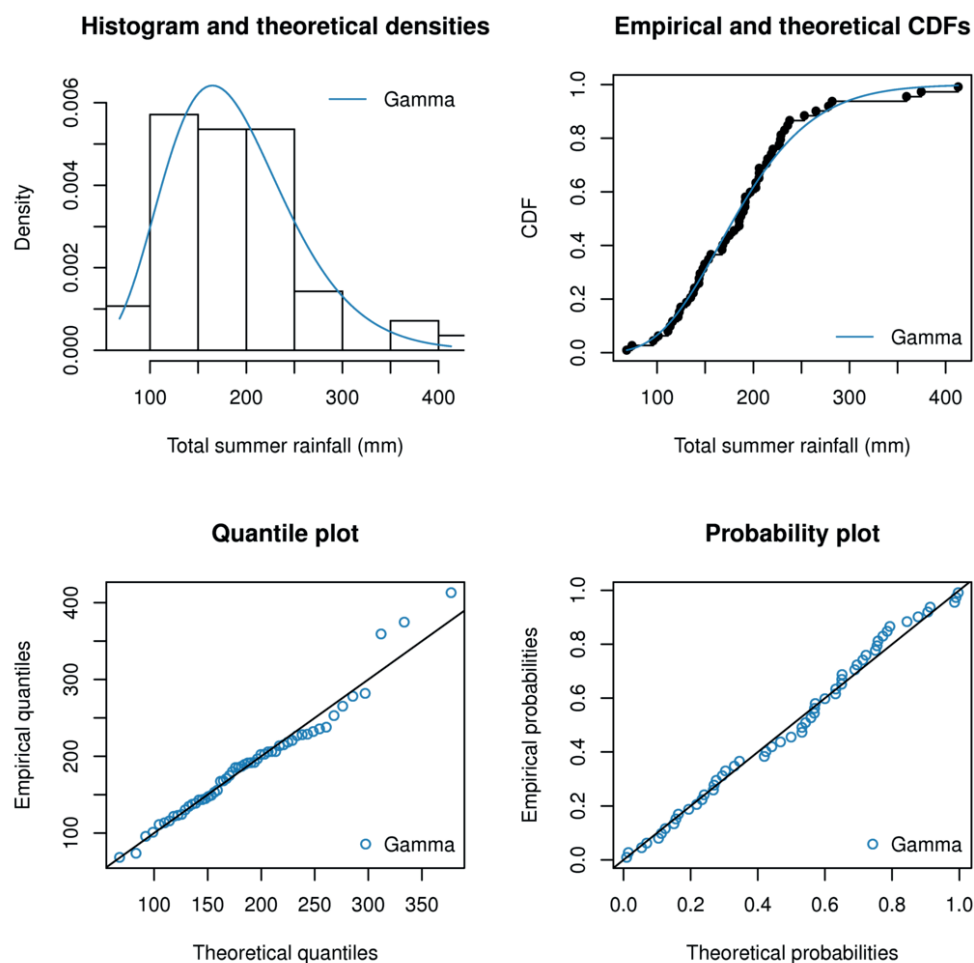 Histogram and theoretical densities
Density
0.000 0.002 0.004 0.006
Gamma
100 200 300 400
Total summer rainfall (mm)
Empirical and theoretical CDFs
CDF
0.0 0.2 0.4 0.6 0.8 1.0
Gamma
100 200 300 400
Total summer rainfall (mm)
Quantile plot
Empirical quantiles
100 200 300 400
Gamma
100 150 200 250 300 350
Theoretical quantiles
Probability plot
Empirical probabilities
0.0 0.2 0.4 0.6 0.8 1.0
Gamma
0.0 0.2 0.4 0.6 0.8 1.0
Theoretical probabilities